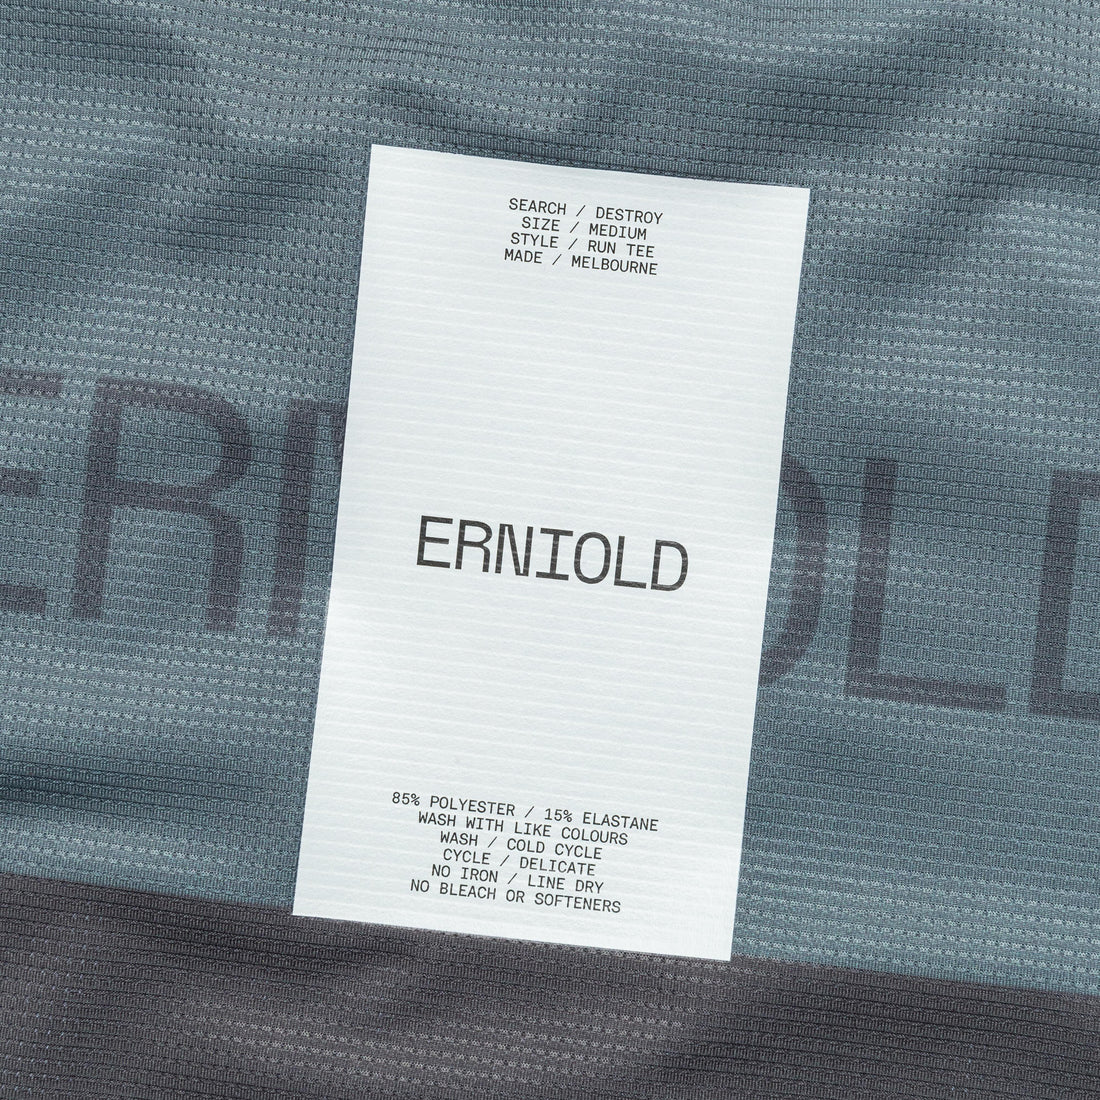 SEARCH / DESTROY
SIZE / MEDIUM
STYLE / RUN TEE
MADE / MELBOURNE
ERNIOLD
85% POLYESTER / 15% ELASTANE
WASH WITH LIKE COLOURS
WASH / COLD CYCLE
CYCLE / DELICATE
NO IRON / LINE DRY
NO BLEACH OR SOFTENERS